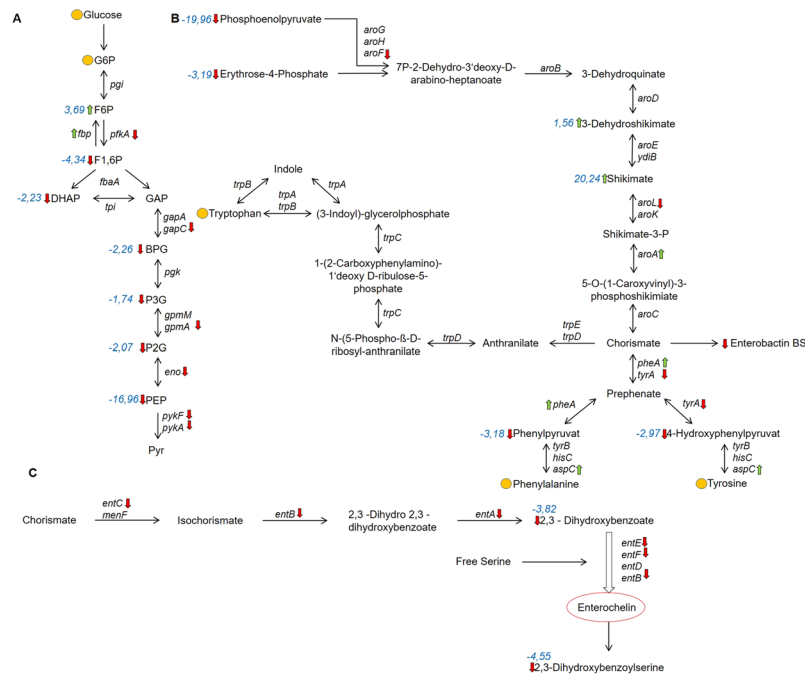 A
Glucose
G6P
pgi
3,69 F6P
fbp
pfkA
-4,34 F1,6P
fbaA
-2,23 DHAP
tpi
GAP
gapA
gapC
-2,26 BPG
pgk
-1,74 P3G
gpmM
gpmA
-2,07 P2G
eno
-16,96 PEP
pykF
pykA
Pyr
B
-19,96 Phosphoenolpyruvate
aroG
aroH
aroF
-3,19 Erythrose-4-Phosphate
7P-2-Dehydro-3'deoxy-D-
arabino-heptanoate
aroB
3-Dehydroquinate
aroD
1,56 3-Dehydroshikimate
aroE
ydiB
20,24 Shikimate
aroL
aroK
Shikimate-3-P
aroA
5-O-(1-Caroxyvinyl)-3-
phosphoshikimiate
aroC
Chorismate
Enterobactin BS
trpE
trpD
Anthranilate
trpD
N-(5-Phospho-ß-D-
ribosyl-anthranilate
trpC
1-(2-Carboxyphenylamino)-
1'deoxy D-ribulose-5-
phosphate
trpC
(3-Indoyl)-glycerolphosphate
trpA
trpB
trpA
Indole
trpB
Tryptophan
pheA
tyrA
Prephenate
pheA
tyrA
-3,18 Phenylpyruvat
-2,97 4-Hydroxyphenylpyruvat
tyrB
hisC
aspC
tyrB
hisC
aspC
Phenylalanine
Tyrosine
C
Chorismate
entC
menF
Isochorismate
entB
2,3 -Dihydro 2,3 -
dihydroxybenzoate
entA
-3,82
2,3 - Dihydroxybenzoate
Free Serine
entE
entF
entD
entB
Enterochelin
-4,55
2,3-Dihydroxybenzoylserine